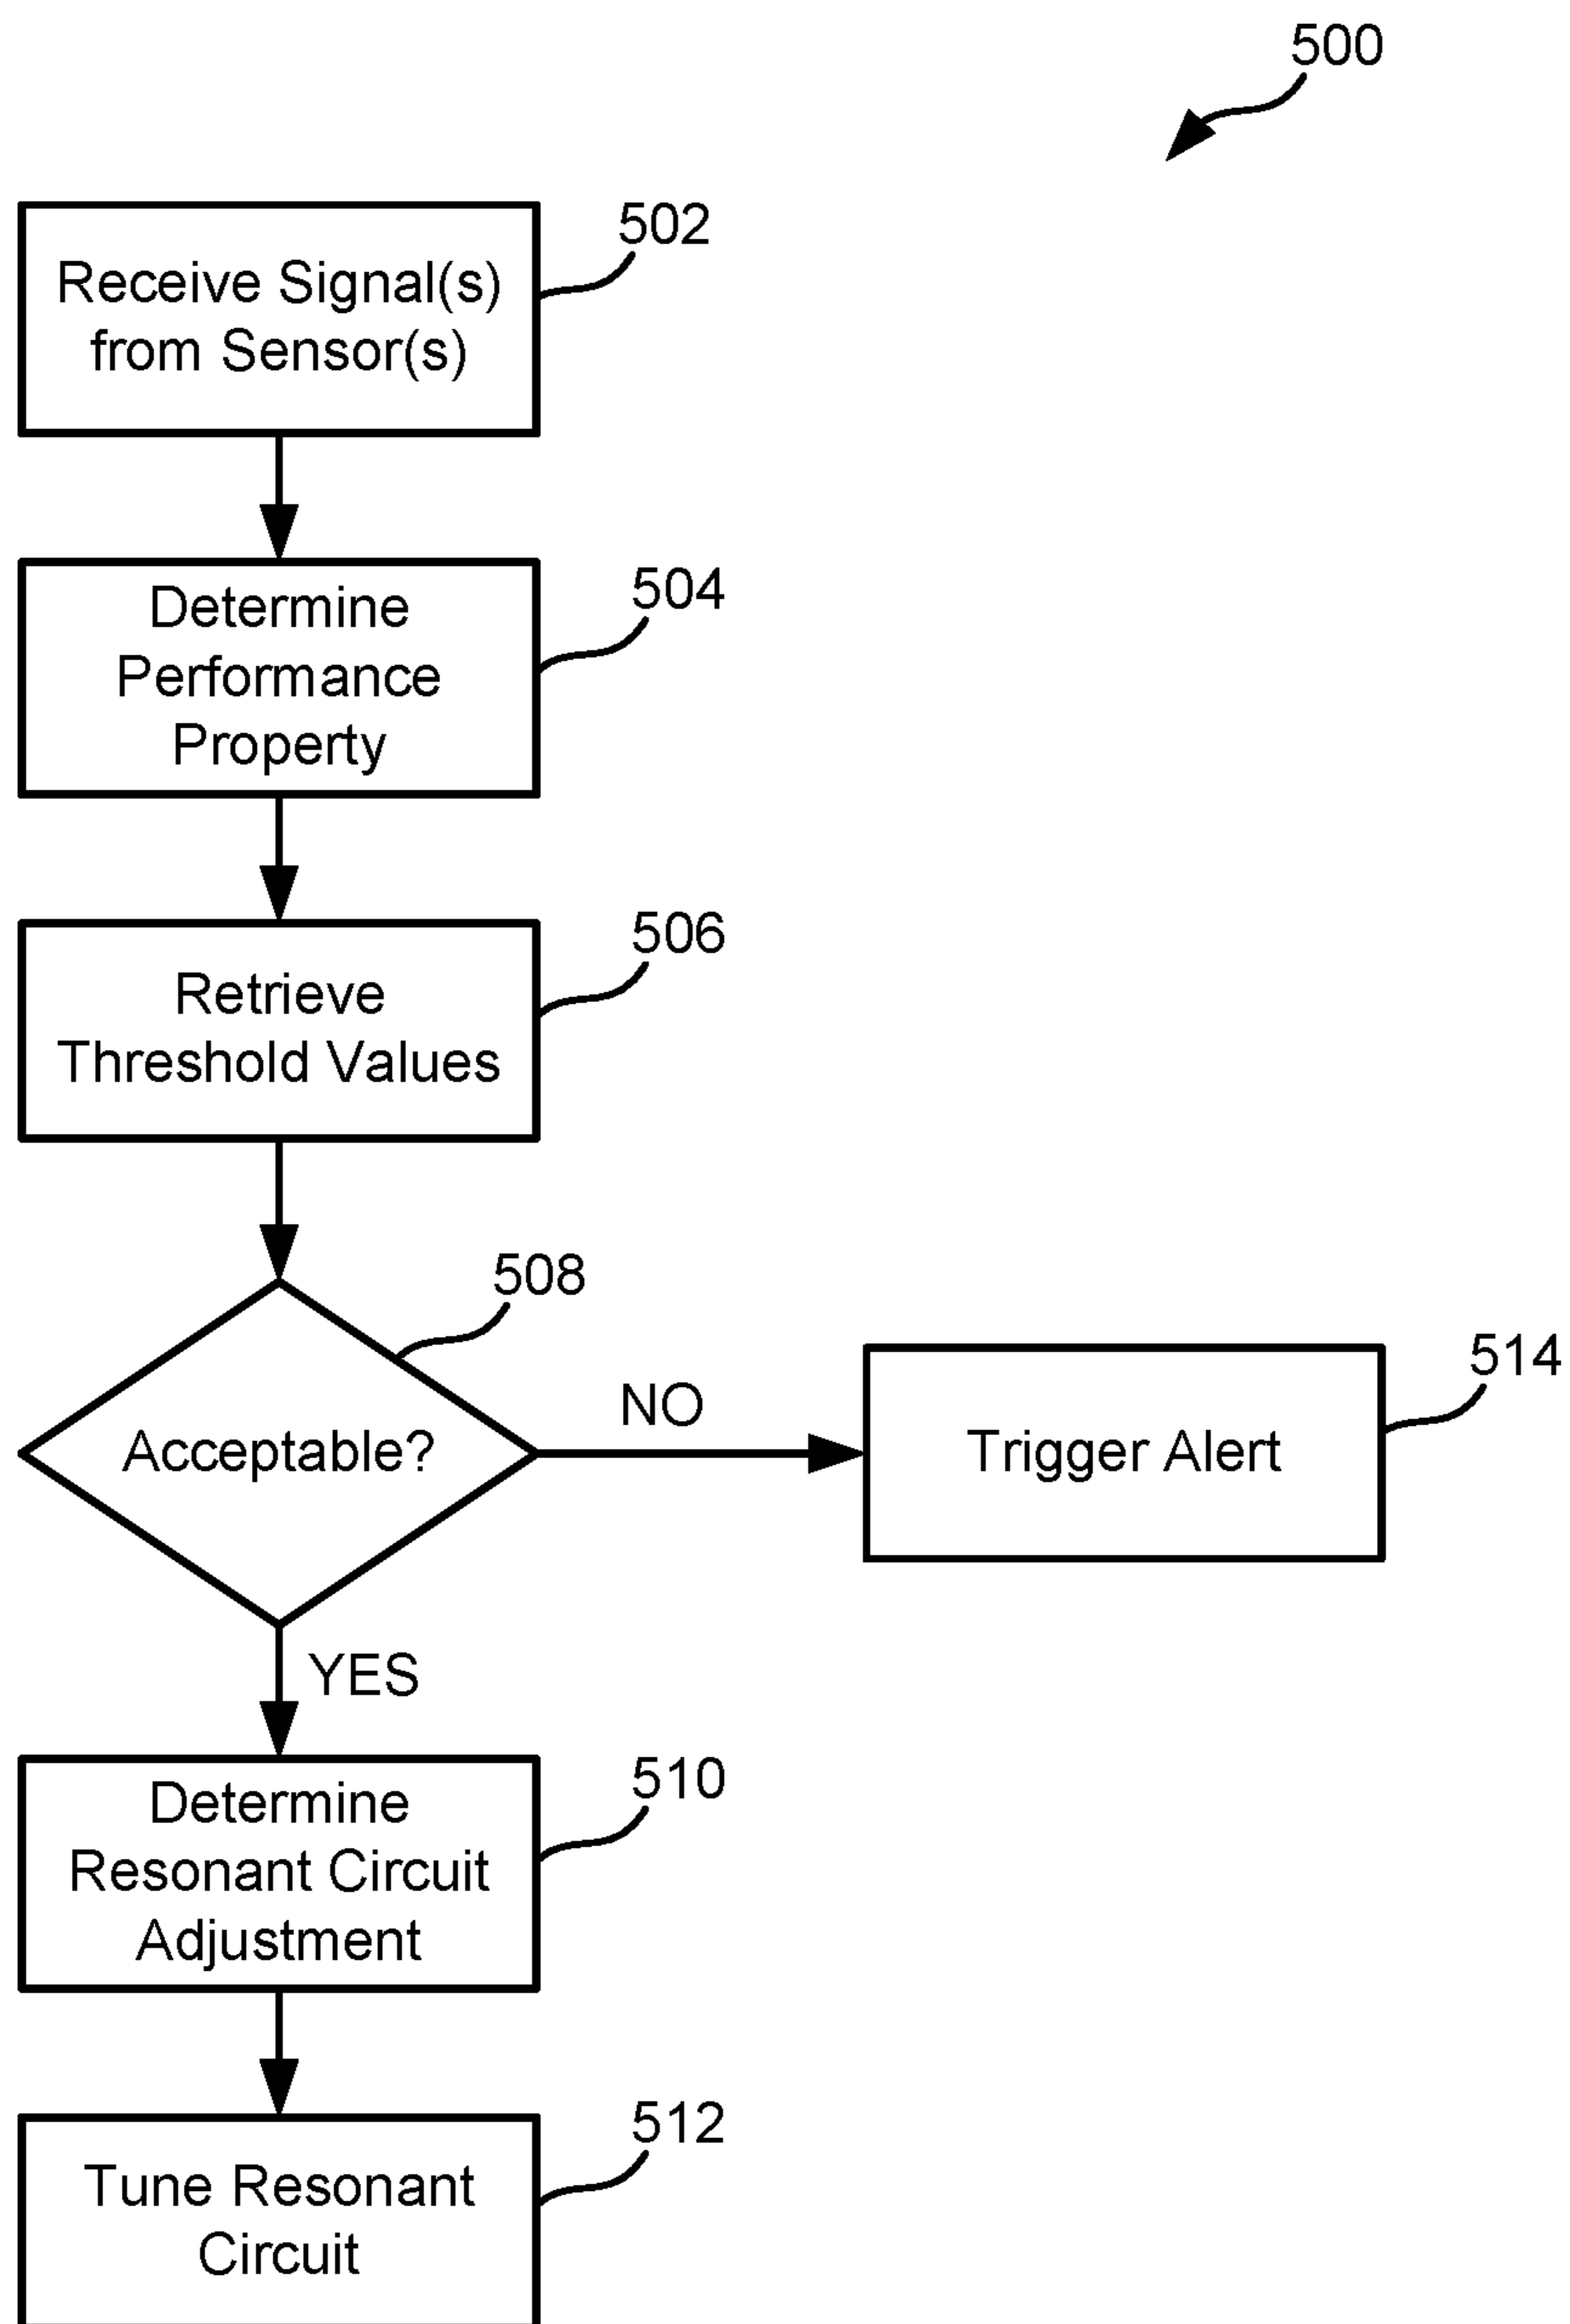 500
502
Receive Signal(s)
from Sensor(s)
504
Determine
Performance
Property
506
Retrieve
Threshold Values
508
Acceptable?
NO
514
Trigger Alert
YES
510
Determine
Resonant Circuit
Adjustment
512
Tune Resonant
Circuit